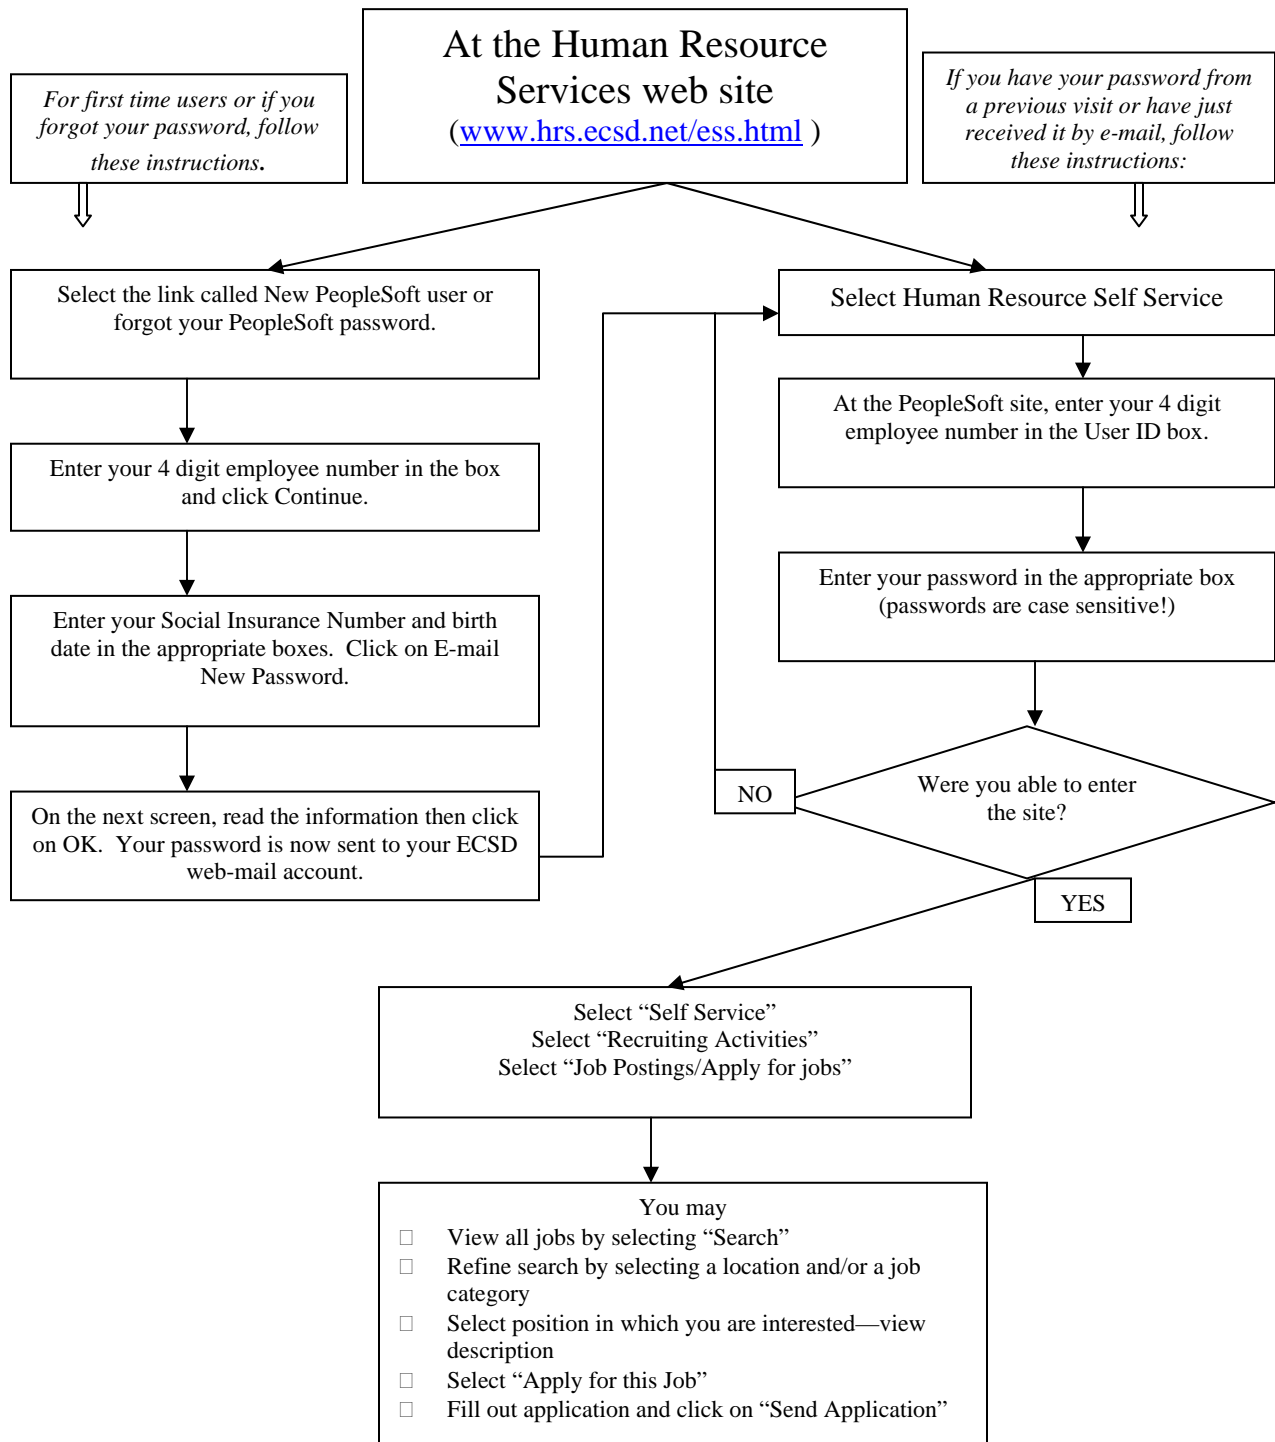 At the Human Resource
Services web site
(www.hrs.ecsd.net/ess.html )
For first time users or if you
forgot your password, follow
these instructions.
If you have your password from
a previous visit or have just
received it by e-mail, follow
these instructions:
Select the link called New PeopleSoft user or
forgot your PeopleSoft password.
Enter your 4 digit employee number in the box
and click Continue.
Enter your Social Insurance Number and birth
date in the appropriate boxes.  Click on E-mail
New Password.
On the next screen, read the information then click
on OK.  Your password is now sent to your ECSD
web-mail account.
Select Human Resource Self Service
At the PeopleSoft site, enter your 4 digit
employee number in the User ID box.
Enter your password in the appropriate box
(passwords are case sensitive!)
Were you able to enter
the site?
NO
YES
Select “Self Service”
Select “Recruiting Activities”
Select “Job Postings/Apply for jobs”
You may
View all jobs by selecting “Search”
Refine search by selecting a location and/or a job
category
Select position in which you are interested—view
description
Select “Apply for this Job”
Fill out application and click on “Send Application”